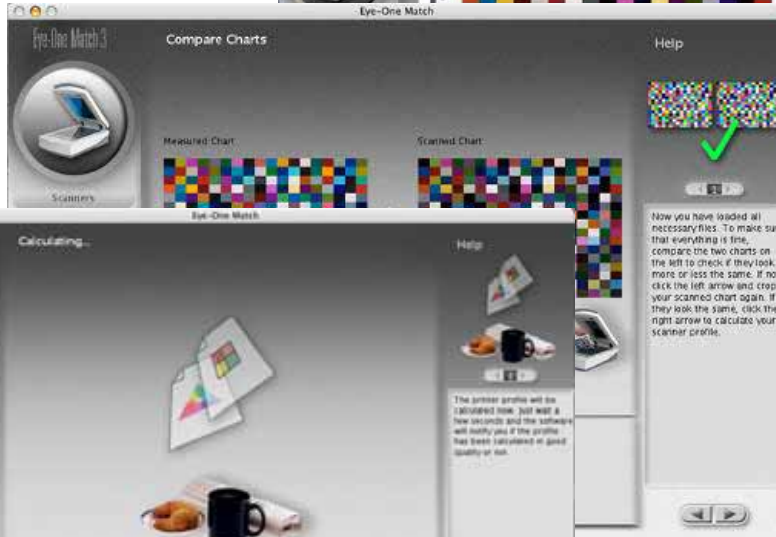 Eye-One Match
Eye-One Match 3
Compare Charts
Help
Measured Chart
Scanned Chart
Scanners
Now you have loaded all
necessary files. To make sure
that everything is fine,
compare the two charts on
the left to check if they look
more or less the same. If no
click the left arrow and crop
your scanned chart again. If
they look the same, click the
right arrow to calculate your
scanner profile.
Eye-One Match
Calculating...
Help
The printer profile will be
calculated now. Just wait a
few seconds and the software
will notify you if the profile
has been calculated in good
quality or not.